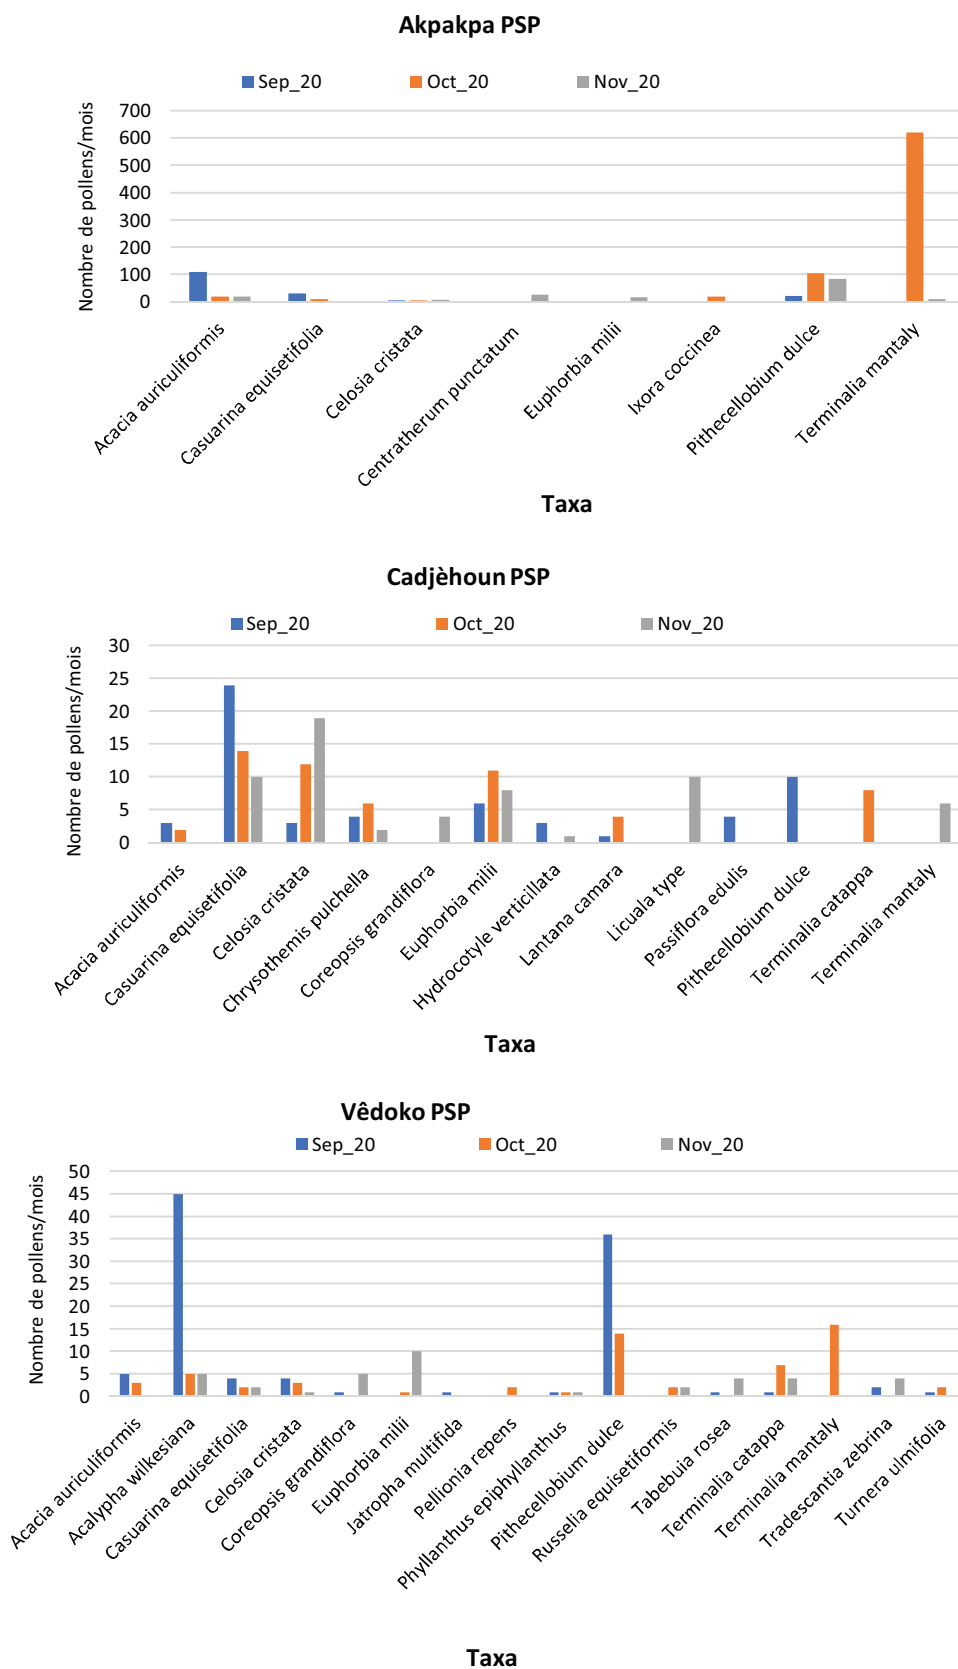 Akpakpa PSP
Sep_20 Oct_20 Nov_20
Nombre de pollens/mois
700
600
500
400
300
200
100
0
Acacia auriculiformis
Casuarina equisetifolia
Celosia cristata
Centratherum punctatum
Euphorbia milii
Ixora coccinea
Pithecellobium dulce
Terminalia mantaly
Taxa
Cadjèhoun PSP
Sep_20 Oct_20 Nov_20
Nombre de pollens/mois
30
25
20
15
10
5
0
Acacia auriculiformis
Casuarina equisetifolia
Celosia cristata
Chrysothemis pulchella
Coreopsis grandiflora
Euphorbia milii
Hydrocotyle verticillata
Lantana camara
Licuala type
Passiflora edulis
Pithecellobium dulce
Terminalia catappa
Terminalia mantaly
Taxa
Vêdoko PSP
Sep_20 Oct_20 Nov_20
Nombre de pollens/mois
50
45
40
35
30
25
20
15
10
5
0
Acacia auriculiformis
Acalypha wilkesiana
Casuarina equisetifolia
Celosia cristata
Coreopsis grandiflora
Euphorbia milii
Jatropha multifida
Pellionia repens
Phyllanthus epiphyllanthus
Pithecellobium dulce
Russelia equisetiformis
Tabebuia rosea
Terminalia catappa
Terminalia mantaly
Tradescantia zebrina
Turnera ulmifolia
Taxa